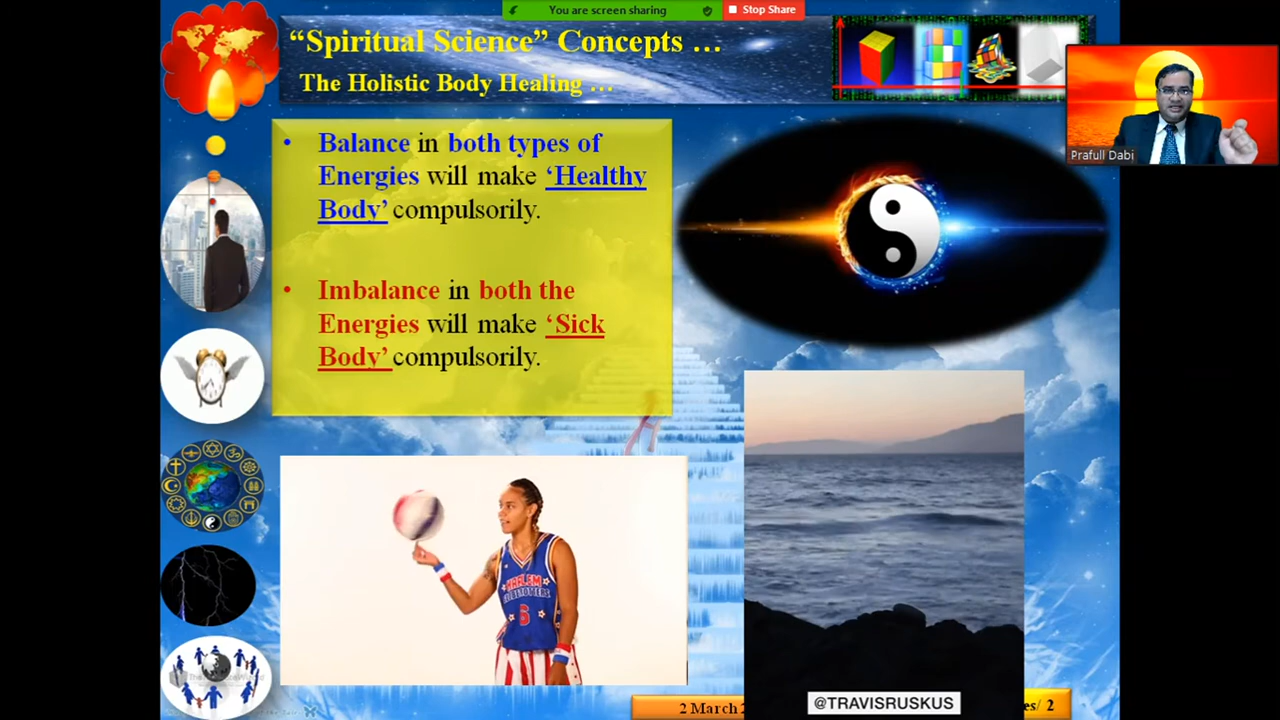 You are screen sharing
Stop Share
“Spiritual Science” Concepts …
The Holistic Body Healing …
Prafull Dabi
• Balance in both types of
Energies will make ‘Healthy
Body’ compulsorily.
• Imbalance in both the
Energies will make ‘Sick
Body’ compulsorily.
HARLEM
GLOBETROTTERS
6
@TRAVISRUSKUS
2 March
2